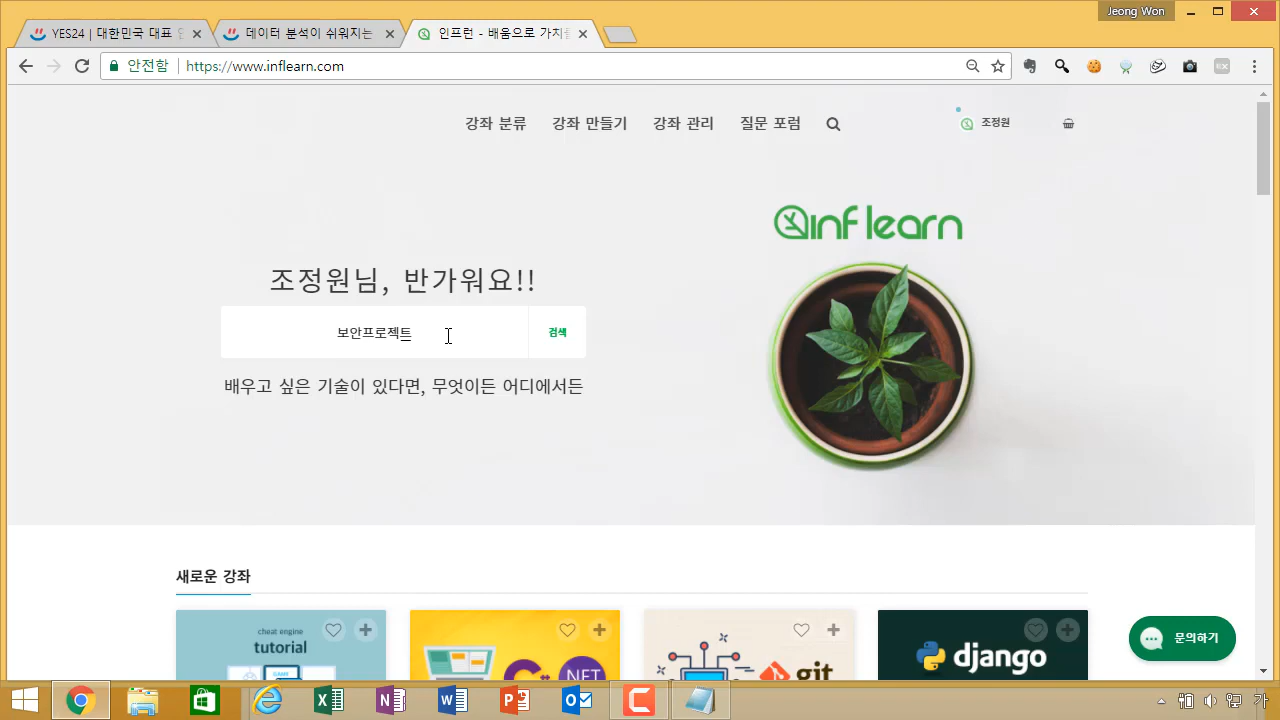 Jeong Won
YES24 | 대한민국 대표 인
데이터 분석이 쉬워지는
인프런 - 배움으로 가치를
안전함
https://www.inflearn.com
강좌 분류
강좌 만들기
강좌 관리
질문 포럼
조정원
inflearn
조정원님, 반가워요!!
보안프로젝트
검색
배우고 싶은 기술이 있다면, 무엇이든 어디에서든
새로운 강좌
cheat engine
tutorial
GAME
C++
.NET
git
django
문의하기
가